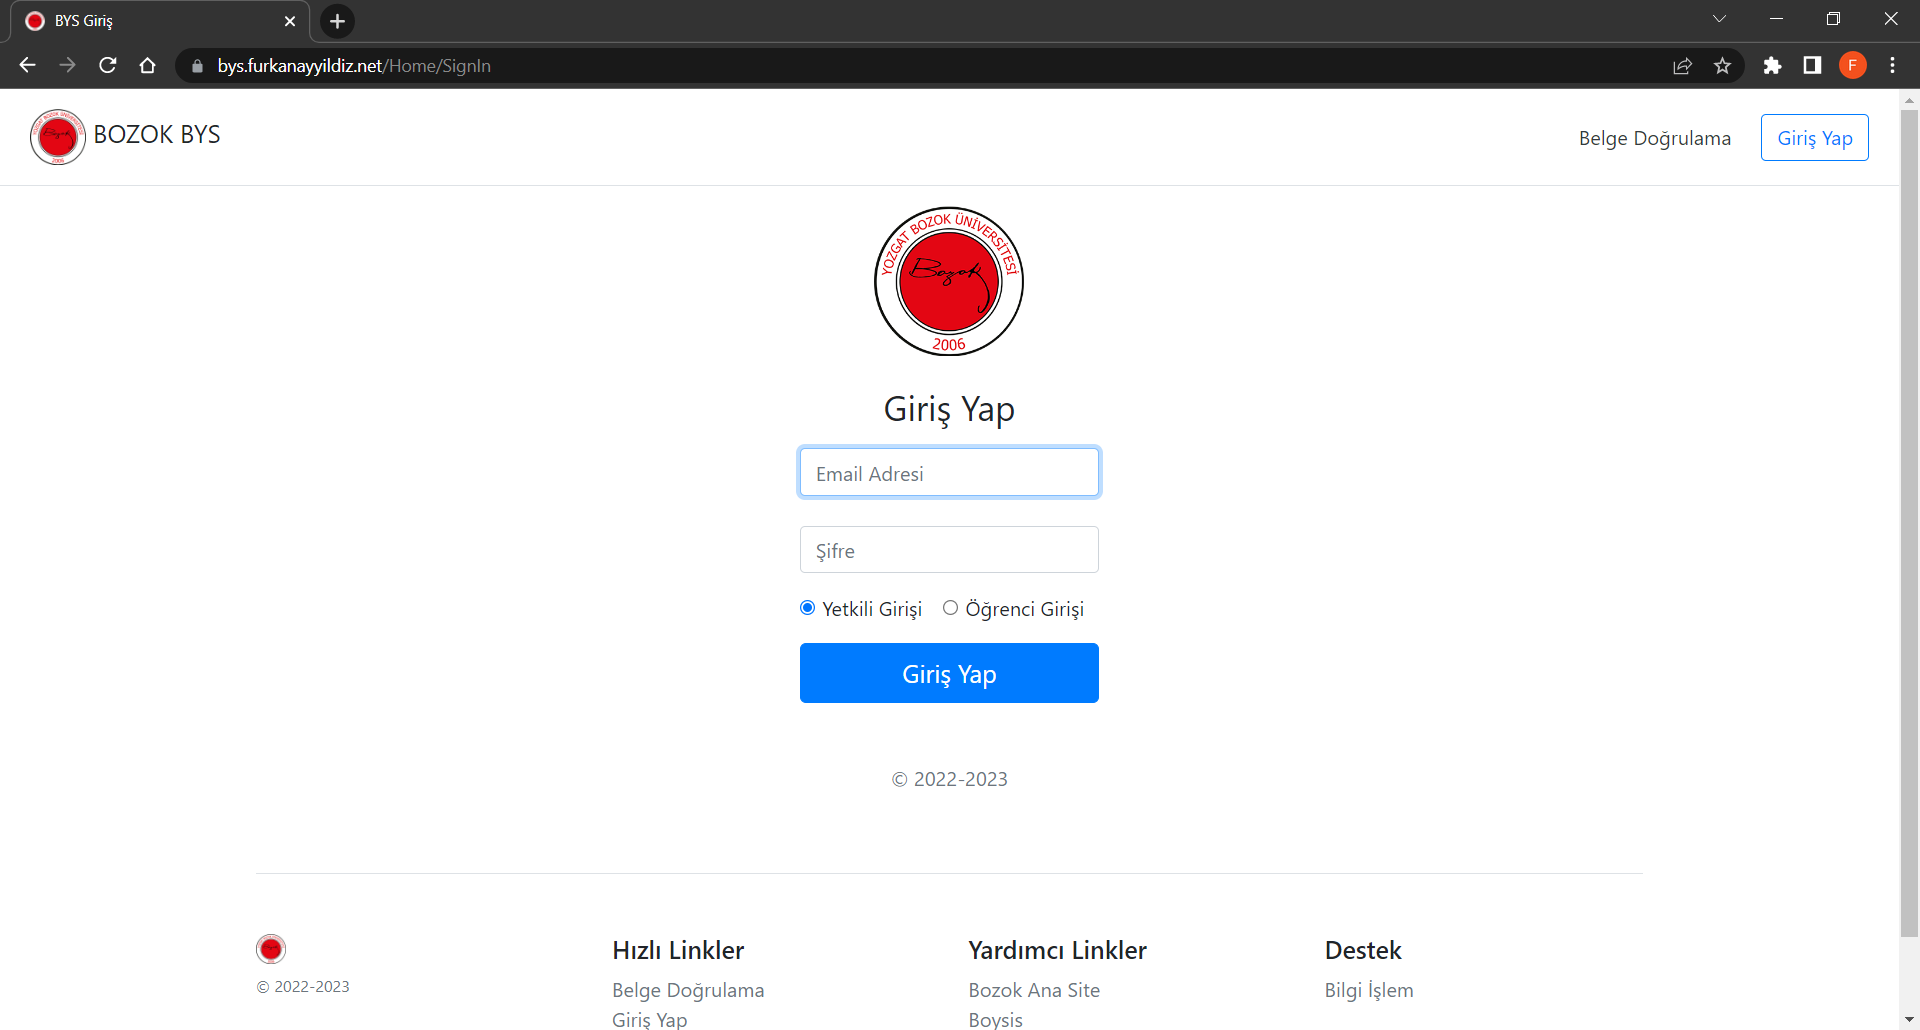 BYS Giriş
bys.furkanayyildiz.net/Home/SignIn
F
BOZOK BYS
Belge Doğrulama
Giriş Yap
YOZGAT BOZOK ÜNİVERSİTESİ
Bozok
2006
Giriş Yap
Email Adresi
Şifre
Yetkili Girişi
Öğrenci Girişi
Giriş Yap
© 2022-2023
© 2022-2023
Hızlı Linkler
Belge Doğrulama
Giriş Yap
Yardımcı Linkler
Bozok Ana Site
Boysis
Destek
Bilgi İşlem